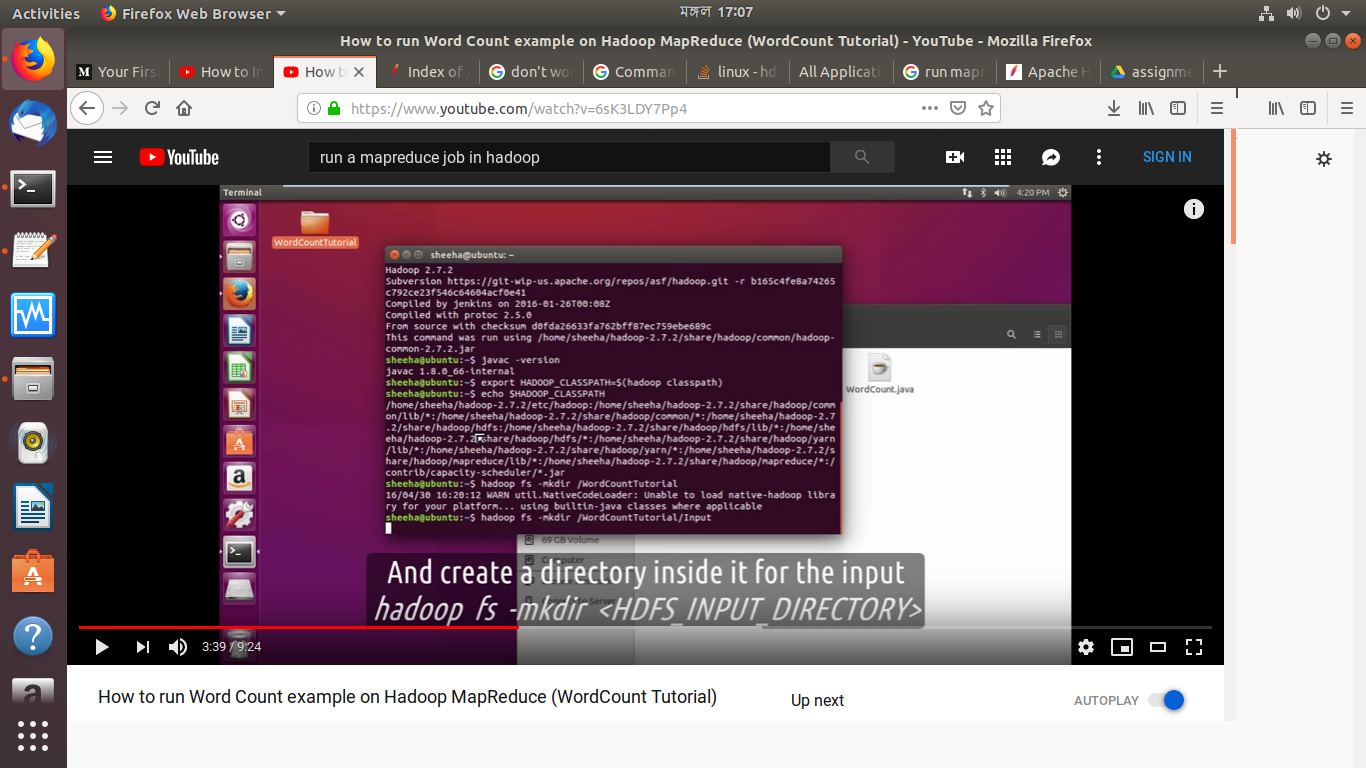 Activities
Firefox Web Browser
মঙ্গল 17:07
How to run Word Count example on Hadoop MapReduce (WordCount Tutorial) - YouTube - Mozilla Firefox
M Your Firs
How to In
How to
Index of /
don't wor
Comman
linux - hd
All Applicati
run mapr
Apache H
assignme
https://www.youtube.com/watch?v=6sK3LDY7Pp4
YouTube
run a mapreduce job in hadoop
SIGN IN
Terminal
4:20 PM
WordCountTutorial
sheeha@ubuntu: ~
Hadoop 2.7.2
Subversion https://git-wip-us.apache.org/repos/asf/hadoop.git -r b165c4fe8a74265
c792ce23f546c64604acf0e41
Compiled by jenkins on 2016-01-26T00:08Z
Compiled with protoc 2.5.0
From source with checksum d0fda26633fa762bff87ec759ebe689c
This command was run using /home/sheeha/hadoop-2.7.2/share/hadoop/common/hadoop-
common-2.7.2.jar
sheeha@ubuntu:~$ javac -version
javac 1.8.0_66-internal
sheeha@ubuntu:~$ export HADOOP_CLASSPATH=$(hadoop classpath)
sheeha@ubuntu:~$ echo $HADOOP_CLASSPATH
/home/sheeha/hadoop-2.7.2/etc/hadoop:/home/sheeha/hadoop-2.7.2/share/hadoop/comm
on/lib/*:/home/sheeha/hadoop-2.7.2/share/hadoop/common/*:/home/sheeha/hadoop-2.7
.2/share/hadoop/hdfs:/home/sheeha/hadoop-2.7.2/share/hadoop/hdfs/lib/*:/home/she
eha/hadoop-2.7.2/share/hadoop/hdfs/*:/home/sheeha/hadoop-2.7.2/share/hadoop/yarn
/lib/*:/home/sheeha/hadoop-2.7.2/share/hadoop/yarn/*:/home/sheeha/hadoop-2.7.2/s
hare/hadoop/mapreduce/lib/*:/home/sheeha/hadoop-2.7.2/share/hadoop/mapreduce/*:/
contrib/capacity-scheduler/*.jar
sheeha@ubuntu:~$ hadoop fs -mkdir /WordCountTutorial
16/04/30 16:20:12 WARN util.NativeCodeLoader: Unable to load native-hadoop libra
ry for your platform... using builtin-java classes where applicable
sheeha@ubuntu:~$ hadoop fs -mkdir /WordCountTutorial/Input
WordCount.java
69 GB Volume
Computer
And create a directory inside it for the input
hadoop fs -mkdir <HDFS_INPUT_DIRECTORY>
3:39 / 9:24
How to run Word Count example on Hadoop MapReduce (WordCount Tutorial)
Up next
AUTOPLAY